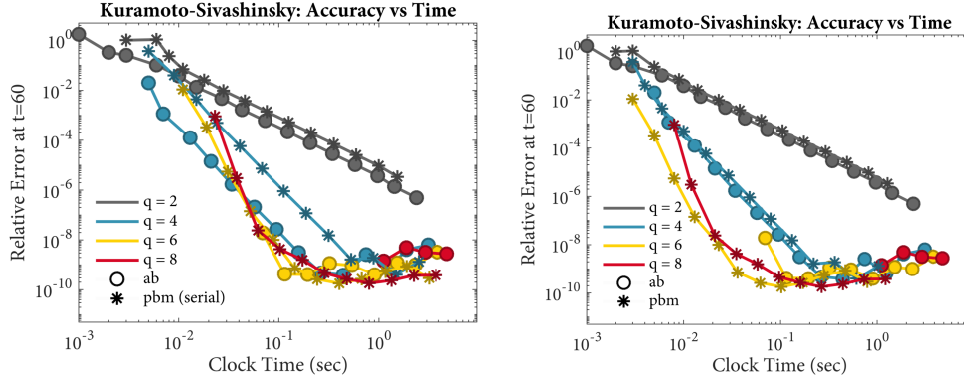 Kuramoto-Sivashinsky: Accuracy vs Time
Relative Error at t=60
10^0
10^-2
10^-4
10^-6
10^-8
10^-10
q = 2
q = 4
q = 6
q = 8
ab
pbm (serial)
10^-3
10^-2
10^-1
10^0
Clock Time (sec)
Kuramoto-Sivashinsky: Accuracy vs Time
Relative Error at t=60
10^0
10^-2
10^-4
10^-6
10^-8
10^-10
q = 2
q = 4
q = 6
q = 8
ab
pbm
10^-3
10^-2
10^-1
10^0
Clock Time (sec)